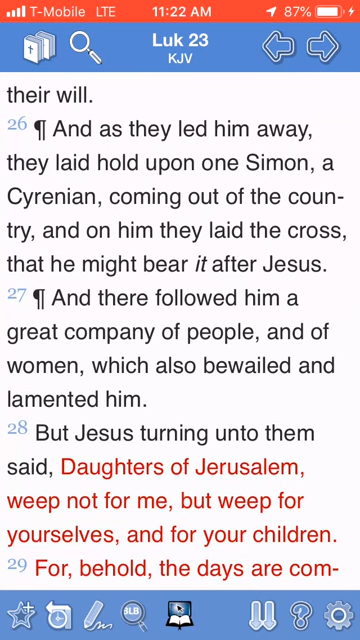 T-Mobile LTE 11:22 AM 87%
Luk 23
KJV
their will.
26 ¶ And as they led him away,
they laid hold upon one Simon, a
Cyrenian, coming out of the coun-
try, and on him they laid the cross,
that he might bear it after Jesus.
27 ¶ And there followed him a
great company of people, and of
women, which also bewailed and
lamented him.
28 But Jesus turning unto them
said, Daughters of Jerusalem,
weep not for me, but weep for
yourselves, and for your children.
29 For, behold, the days are com-
BLB